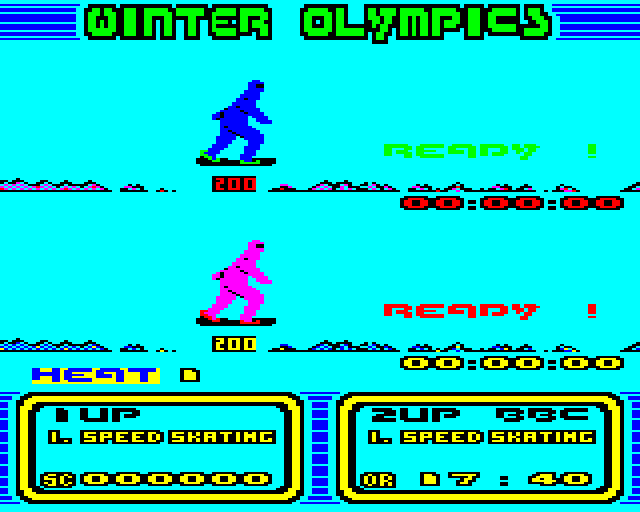 WINTER OLYMPICS
READY !
200
00:00:00
READY !
200
00:00:00
HEAT 1
1UP
1. SPEED SKATING
SC 000000
2UP BBC
1. SPEED SKATING
OR 17 : 40